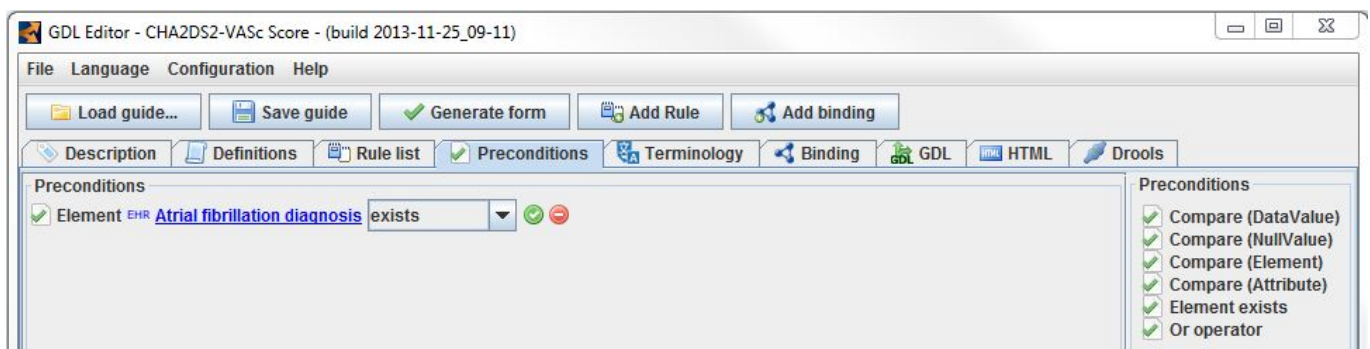 GDL Editor - CHA2DS2-VASc Score - (build 2013-11-25_09-11)
File Language Configuration Help
Load guide... Save guide Generate form Add Rule Add binding
Description Definitions Rule list Preconditions Terminology Binding GDL HTML Drools
Preconditions
Element EHR Atrial fibrillation diagnosis exists
Preconditions
Compare (DataValue)
Compare (NullValue)
Compare (Element)
Compare (Attribute)
Element exists
Or operator